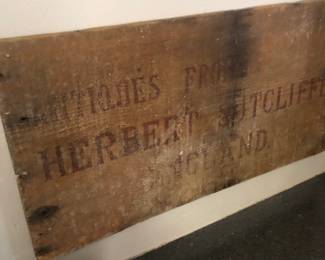 ANTIQUES FROM
HERBERT SUTCLIFFE
ENGLAND.